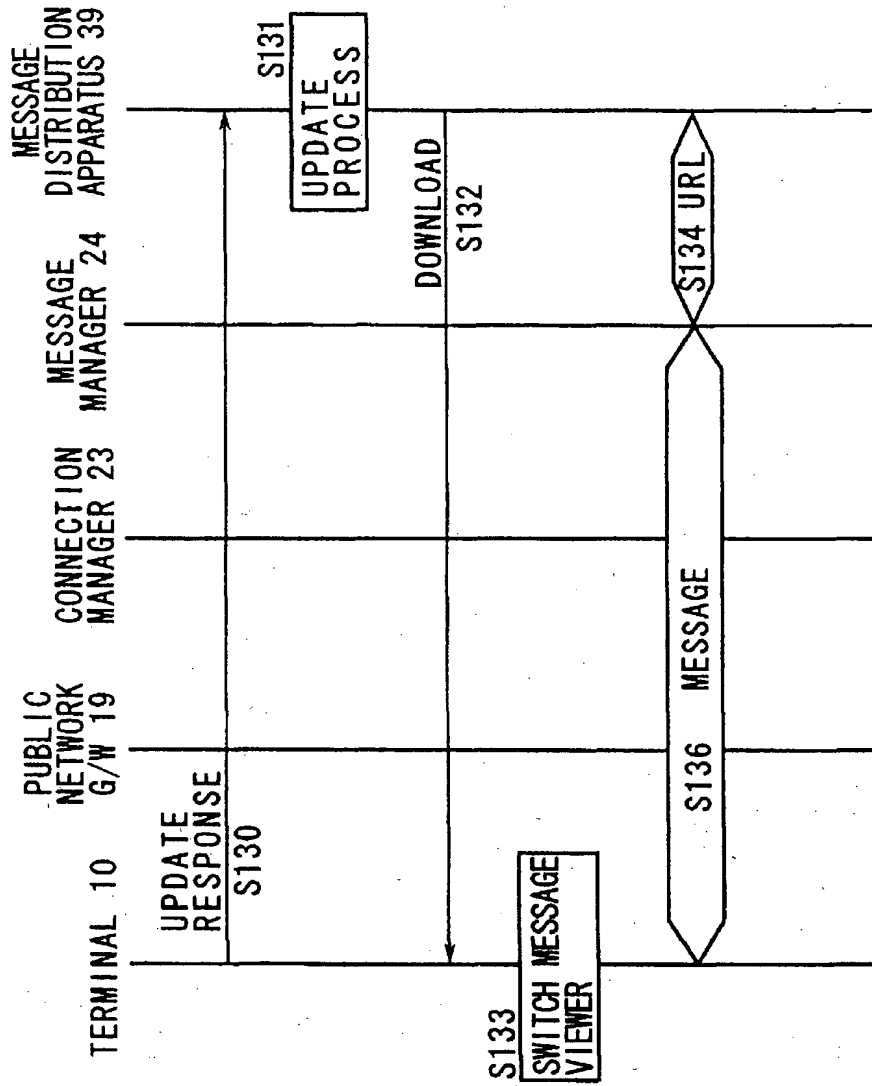 TERMINAL 10
PUBLIC
NETWORK
G/W 19
CONNECTION
MANAGER 23
MESSAGE
MANAGER 24
MESSAGE
DISTRIBUTION
APPARATUS 39
UPDATE
RESPONSE
S130
S131
UPDATE
PROCESS
DOWNLOAD
S132
S133
SWITCH MESSAGE
VIEWER
S134 URL
S136 MESSAGE